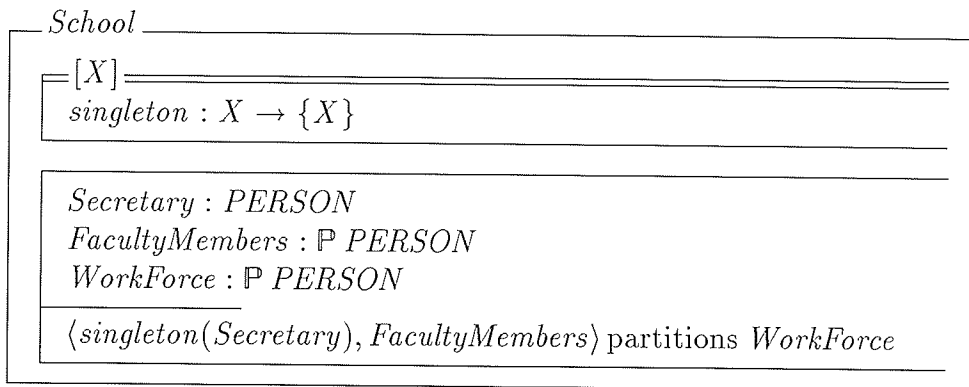 School
[X]
singleton : X → {X}
Secretary : PERSON
FacultyMembers : ℙ PERSON
WorkForce : ℙ PERSON
⟨singleton(Secretary), FacultyMembers⟩ partitions WorkForce